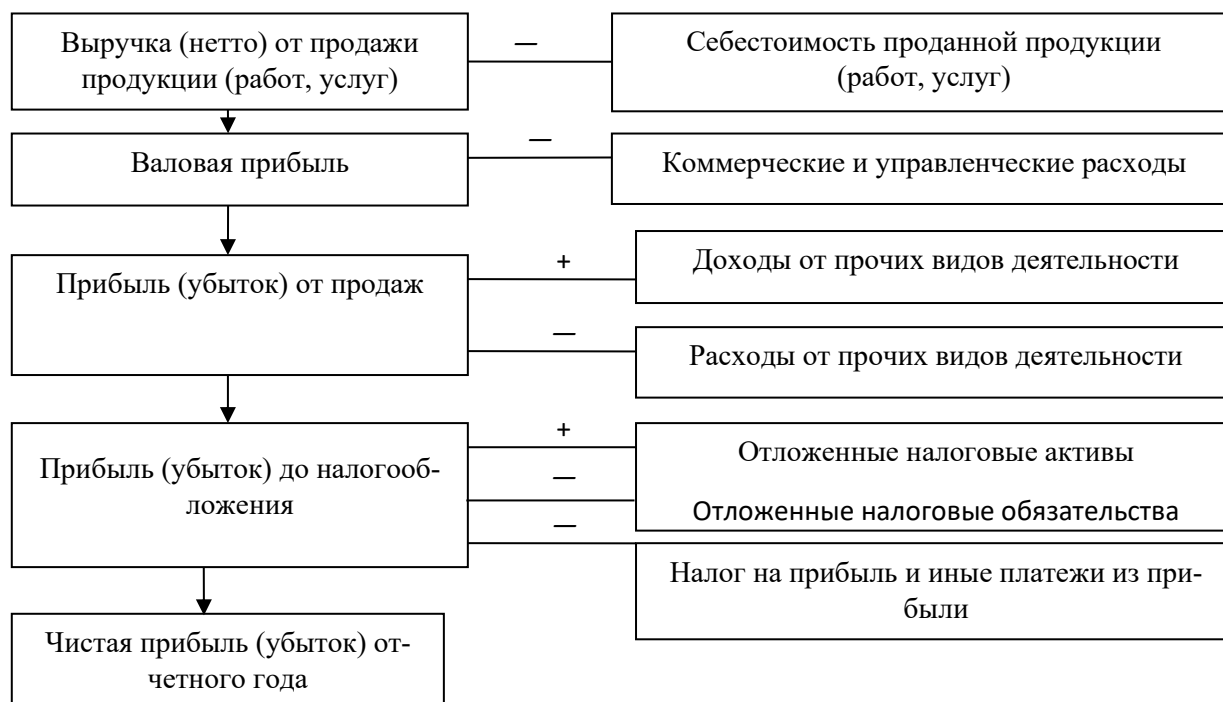 Выручка (нетто) от продажи
продукции (работ, услуг)
—
Себестоимость проданной продукции
(работ, услуг)
Валовая прибыль
—
Коммерческие и управленческие расходы
Прибыль (убыток) от продаж
+
Доходы от прочих видов деятельности
—
Расходы от прочих видов деятельности
Прибыль (убыток) до налогооб-
ложения
+
Отложенные налоговые активы
—
Отложенные налоговые обязательства
—
Налог на прибыль и иные платежи из при-
были
Чистая прибыль (убыток) от-
четного года